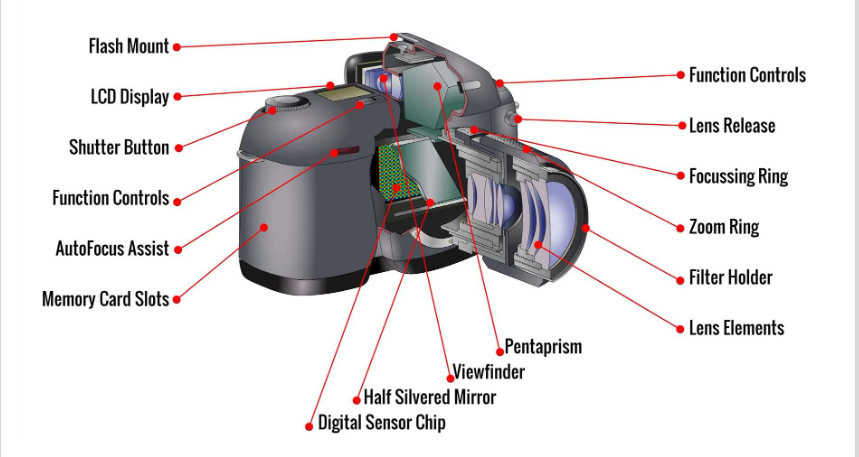 Flash Mount
LCD Display
Shutter Button
Function Controls
AutoFocus Assist
Memory Card Slots
Function Controls
Lens Release
Focussing Ring
Zoom Ring
Filter Holder
Lens Elements
Pentaprism
Viewfinder
Half Silvered Mirror
Digital Sensor Chip